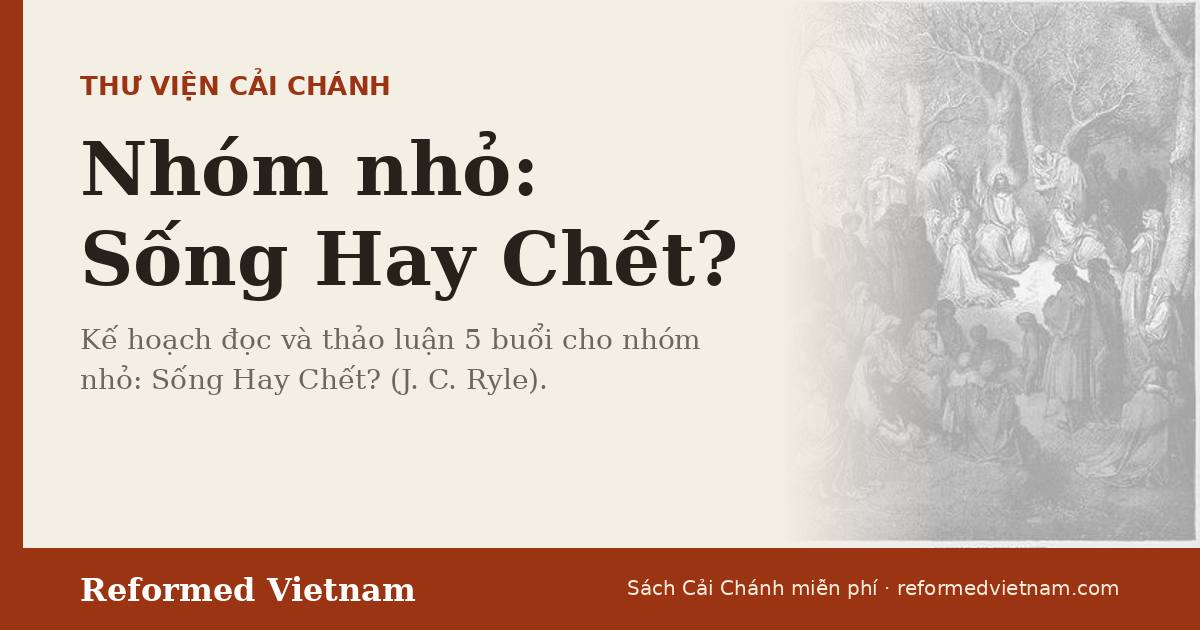 THƯ VIỆN CẢI CHÁNH
Nhóm nhỏ:
Sống Hay Chết?
Kế hoạch đọc và thảo luận 5 buổi cho nhóm
nhỏ: Sống Hay Chết? (J. C. Ryle).
Reformed Vietnam
Sách Cải Chánh miễn phí · reformedvietnam.com